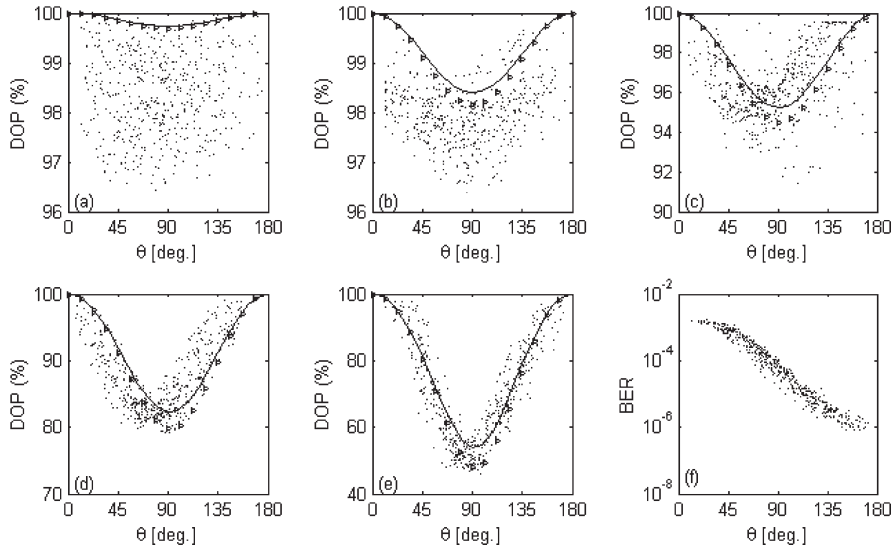 100
99
98
97
96
DOP (%)
(a)
0 45 90 135 180
θ [deg.]
100
99
98
97
96
DOP (%)
(b)
0 45 90 135 180
θ [deg.]
100
98
96
94
92
90
DOP (%)
(c)
0 45 90 135 180
θ [deg.]
100
90
80
70
DOP (%)
(d)
0 45 90 135 180
θ [deg.]
100
80
60
40
DOP (%)
(e)
0 45 90 135 180
θ [deg.]
10⁻²
10⁻⁴
10⁻⁶
10⁻⁸
BER
(f)
0 45 90 135 180
θ [deg.]